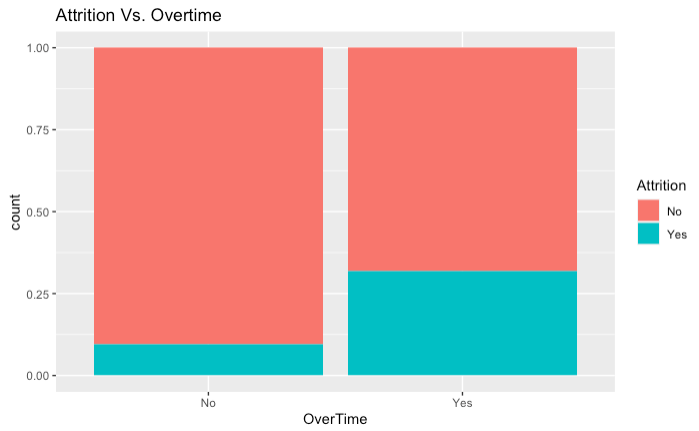 Attrition Vs. Overtime
1.00
0.75
0.50
0.25
0.00
count
No
Yes
OverTime
Attrition
No
Yes